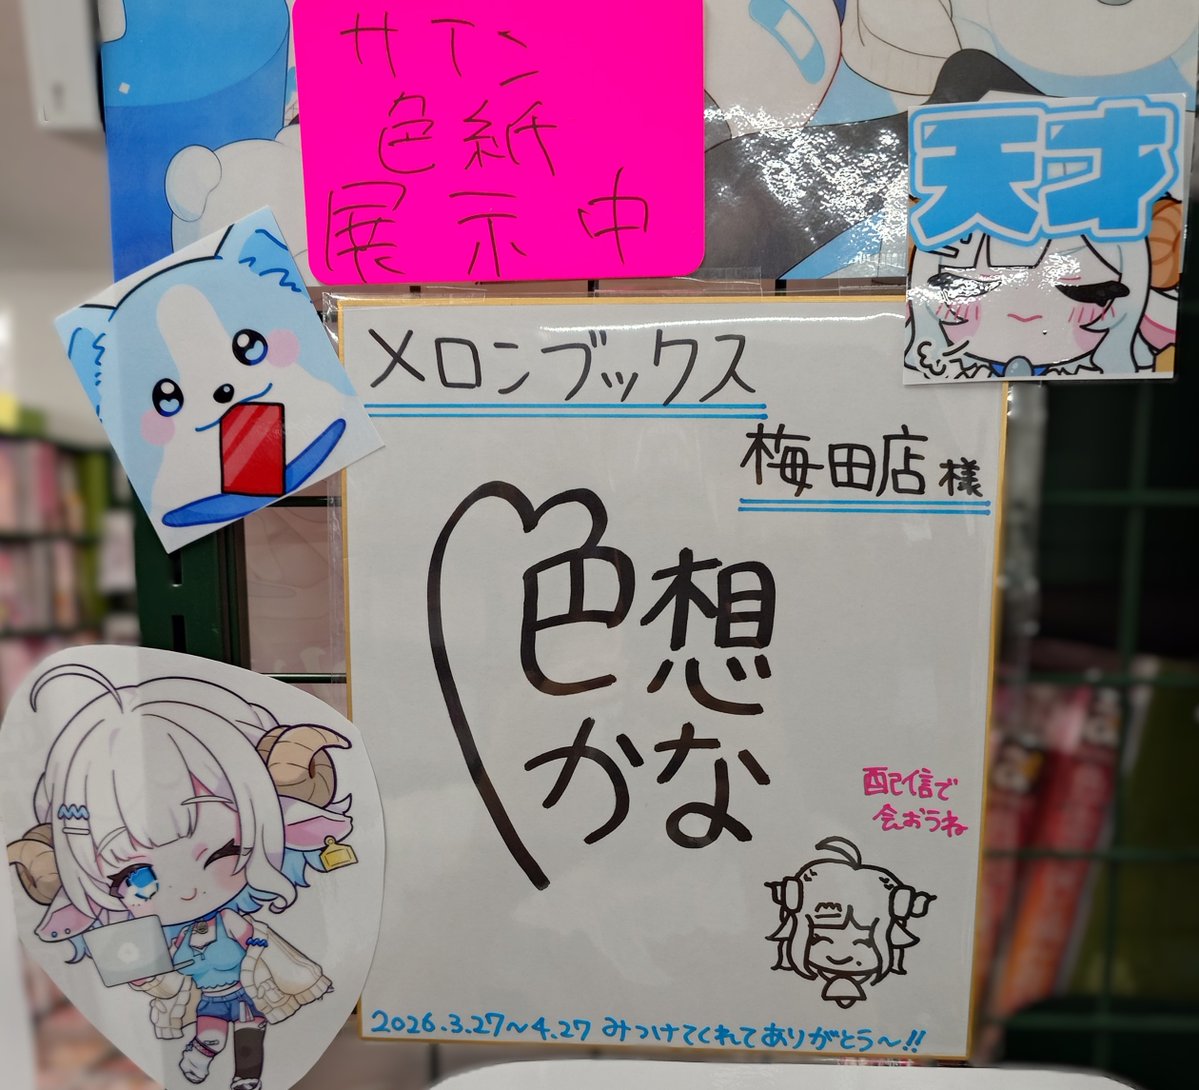 サイン
色紙
展示中
天才
メロンブックス
梅田店様
色想
かな
配信で
会おうね
2026.3.27～4.27 みつけてくれてありがとう～!!